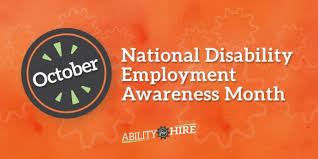 October
National Disability
Employment
Awareness Month
ABILITY HIRE